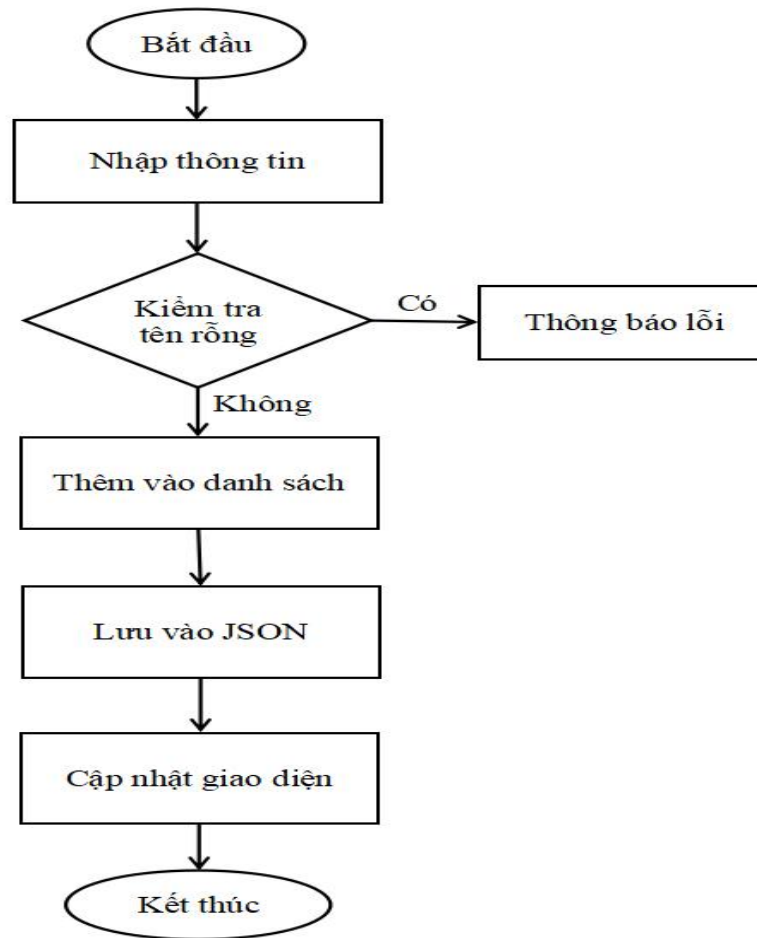 Bắt đầu
Nhập thông tin
Kiểm tra
tên rỗng
Có
Thông báo lỗi
Không
Thêm vào danh sách
Lưu vào JSON
Cập nhật giao diện
Kết thúc